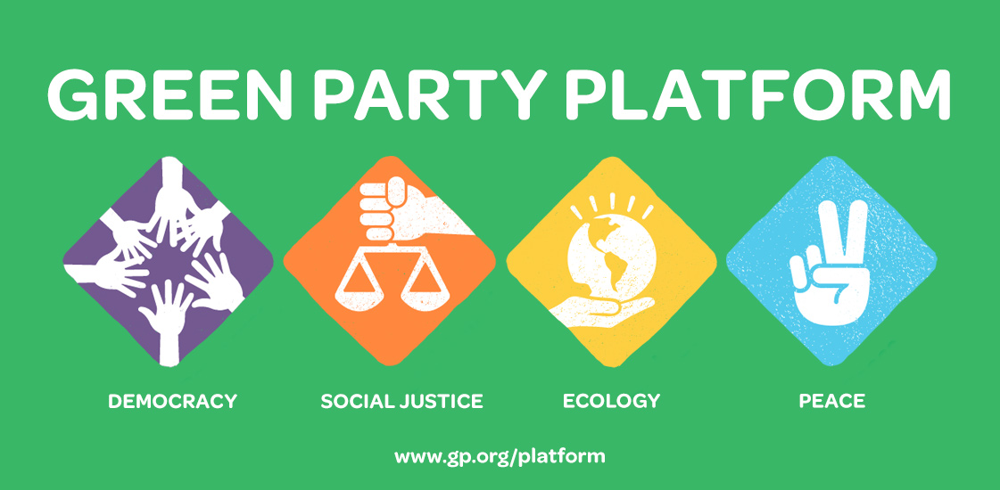 GREEN PARTY PLATFORM
DEMOCRACY
SOCIAL JUSTICE
ECOLOGY
PEACE
www.gp.org/platform